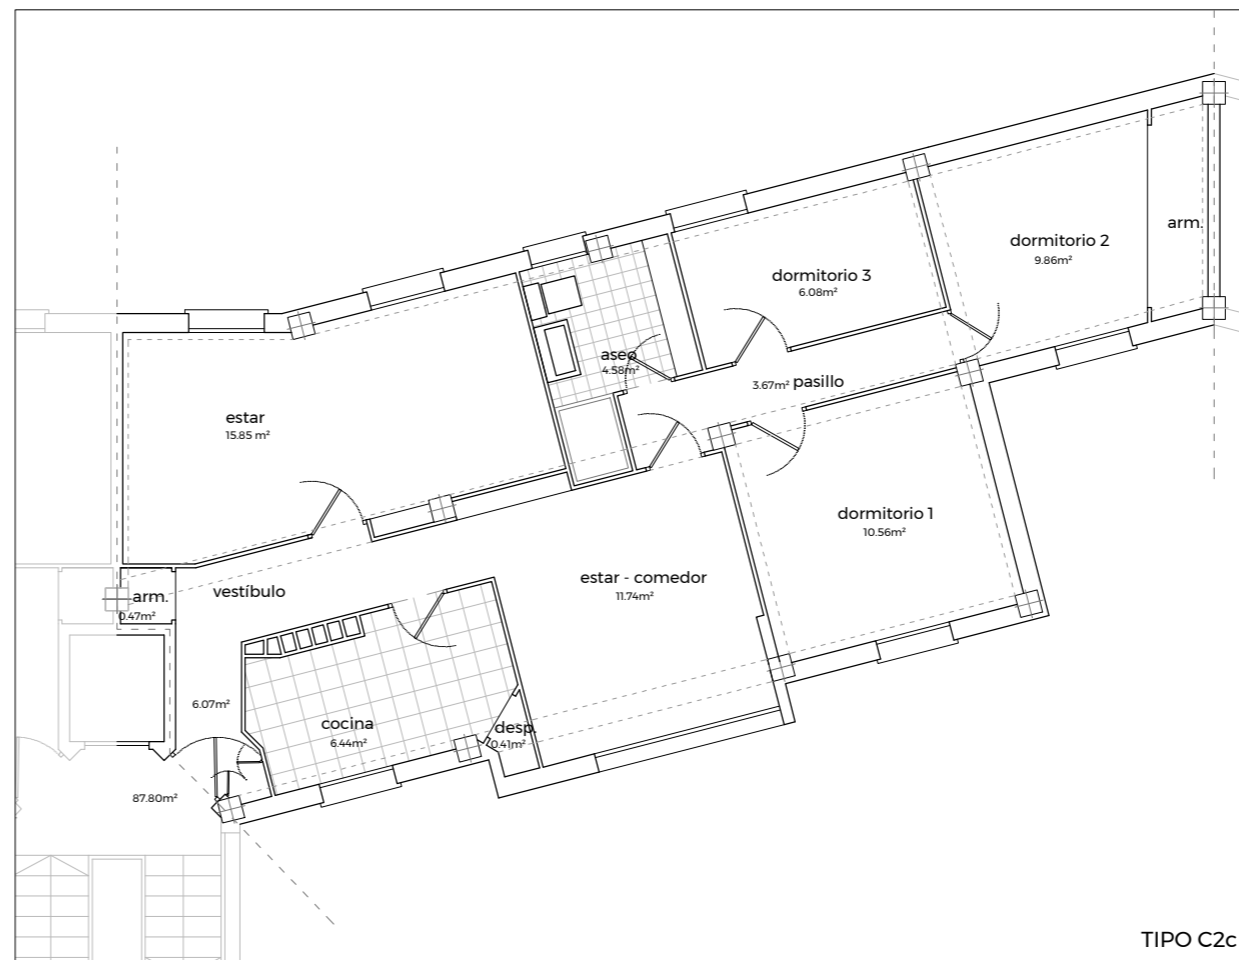 arm.
dormitorio 2
9.86m²
dormitorio 3
6.08m²
aseo
4.58m²
3.67m² pasillo
estar
15.85 m²
dormitorio 1
10.56m²
estar - comedor
11.74m²
vestíbulo
arm.
0.47m²
6.07m²
cocina
6.44m²
desp.
0.41m²
87.80m²
TIPO C2c